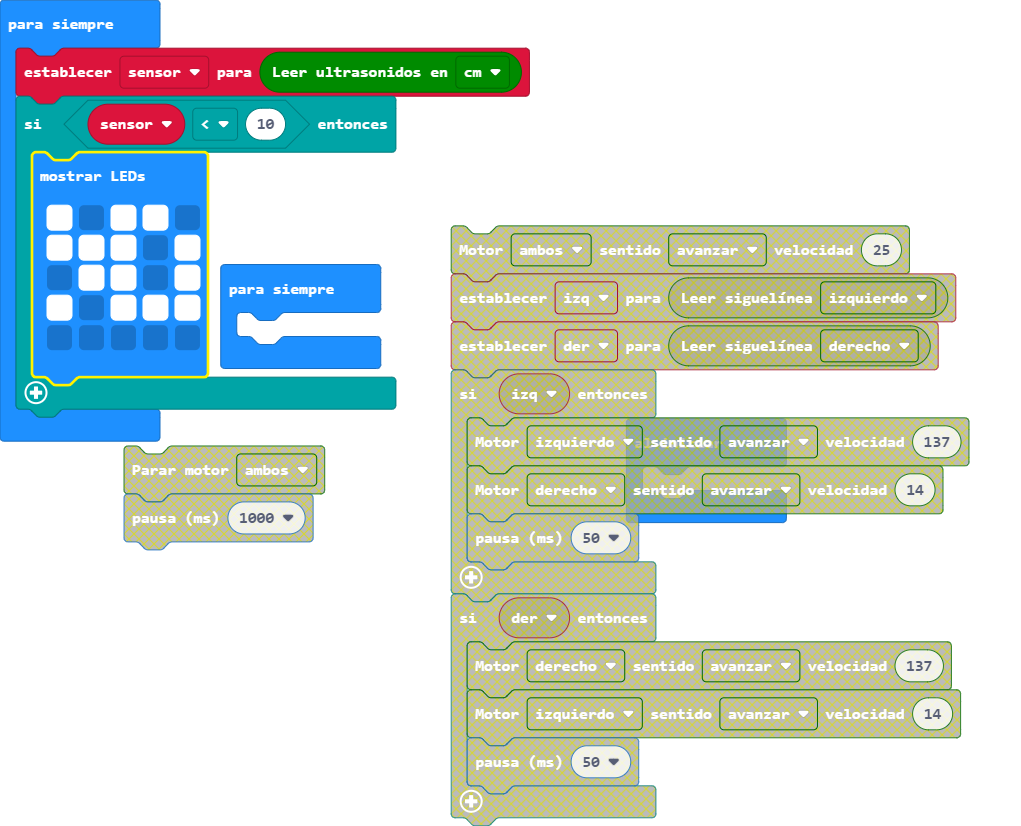 para siempre
establecer sensor para Leer ultrasonidos en cm
si sensor < 10 entonces
mostrar LEDs
para siempre
Parar motor ambos
pausa (ms) 1000
Motor ambos sentido avanzar velocidad 25
establecer izq para Leer siguelínea izquierdo
establecer der para Leer siguelínea derecho
si izq entonces
Motor izquierdo sentido avanzar velocidad 137
Motor derecho sentido avanzar velocidad 14
pausa (ms) 50
si der entonces
Motor derecho sentido avanzar velocidad 137
Motor izquierdo sentido avanzar velocidad 14
pausa (ms) 50